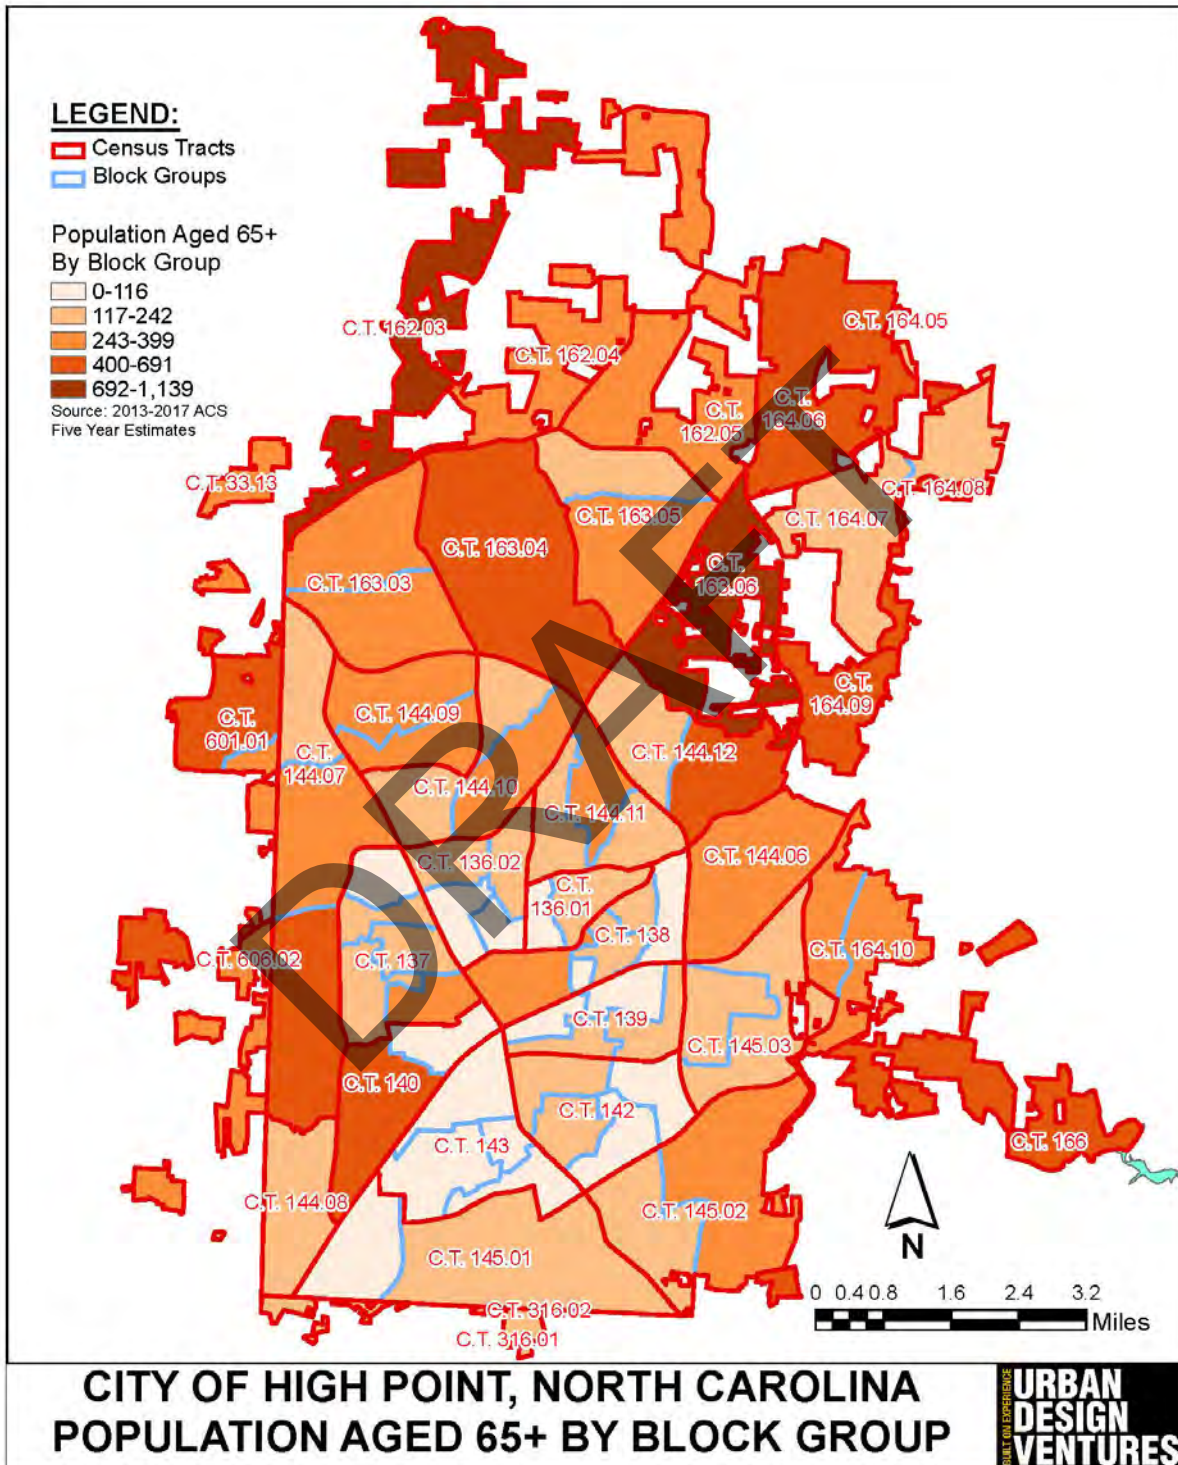 LEGEND:
Census Tracts
Block Groups
Population Aged 65+
By Block Group
0-116
117-242
243-399
400-691
692-1,139
Source: 2013-2017 ACS
Five Year Estimates
C.T. 162.03
C.T. 164.05
C.T. 162.04
C.T.
164.06
C.T.
162.05
C.T. 33.13
C.T. 164.08
C.T. 163.05
C.T. 164.07
C.T. 163.04
C.T.
163.06
C.T. 163.03
C.T.
164.09
C.T. 144.09
C.T.
601.01
C.T.
144.07
C.T. 144.12
C.T. 144.10
C.T. 144.11
C.T. 144.06
C.T. 136.02
C.T.
136.01
C.T. 138
C.T. 164.10
C.T. 606.02
C.T. 137
C.T. 139
C.T. 145.03
C.T. 140
C.T. 142
C.T. 143
C.T. 166
C.T. 144.08
C.T. 145.02
C.T. 145.01
C.T. 316.02
C.T. 316.01
DRAFT
N
0 0.4 0.8 1.6 2.4 3.2
Miles
CITY OF HIGH POINT, NORTH CAROLINA
POPULATION AGED 65+ BY BLOCK GROUP
BUILT ON EXPERIENCE
URBAN
DESIGN
VENTURES